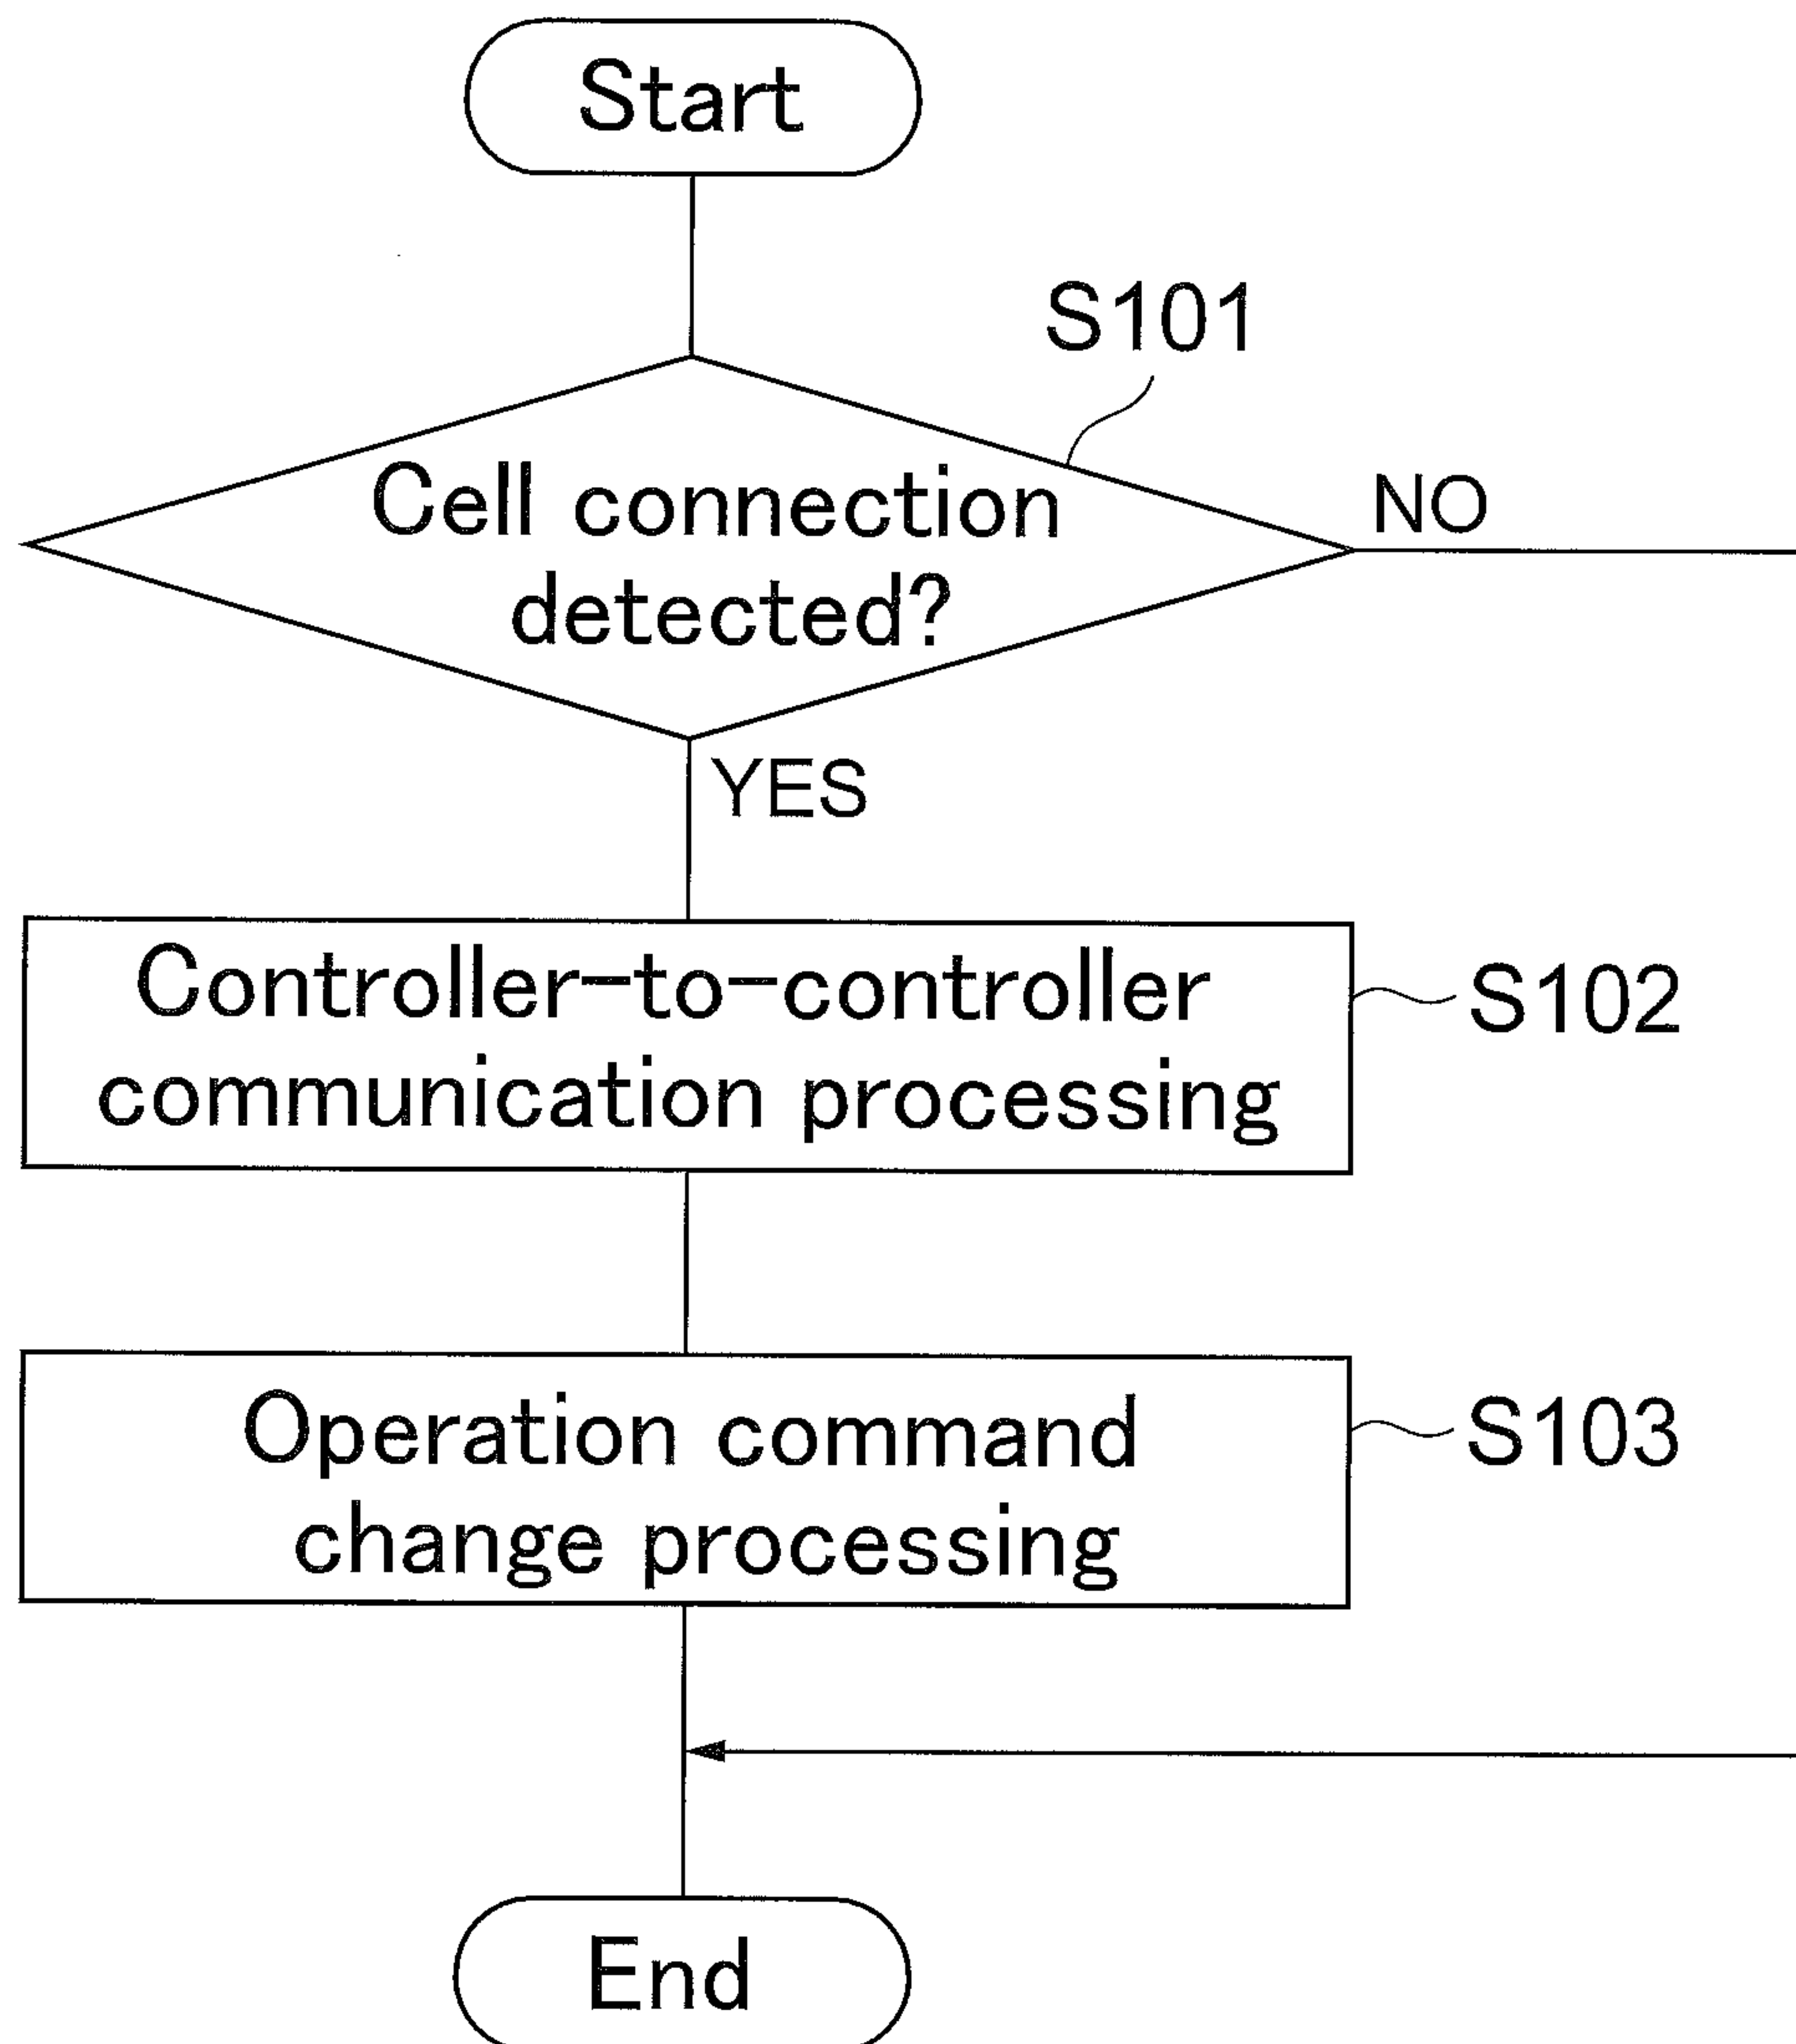 Start
S101
Cell connection
detected?
NO
YES
Controller-to-controller
communication processing
S102
Operation command
change processing
S103
End